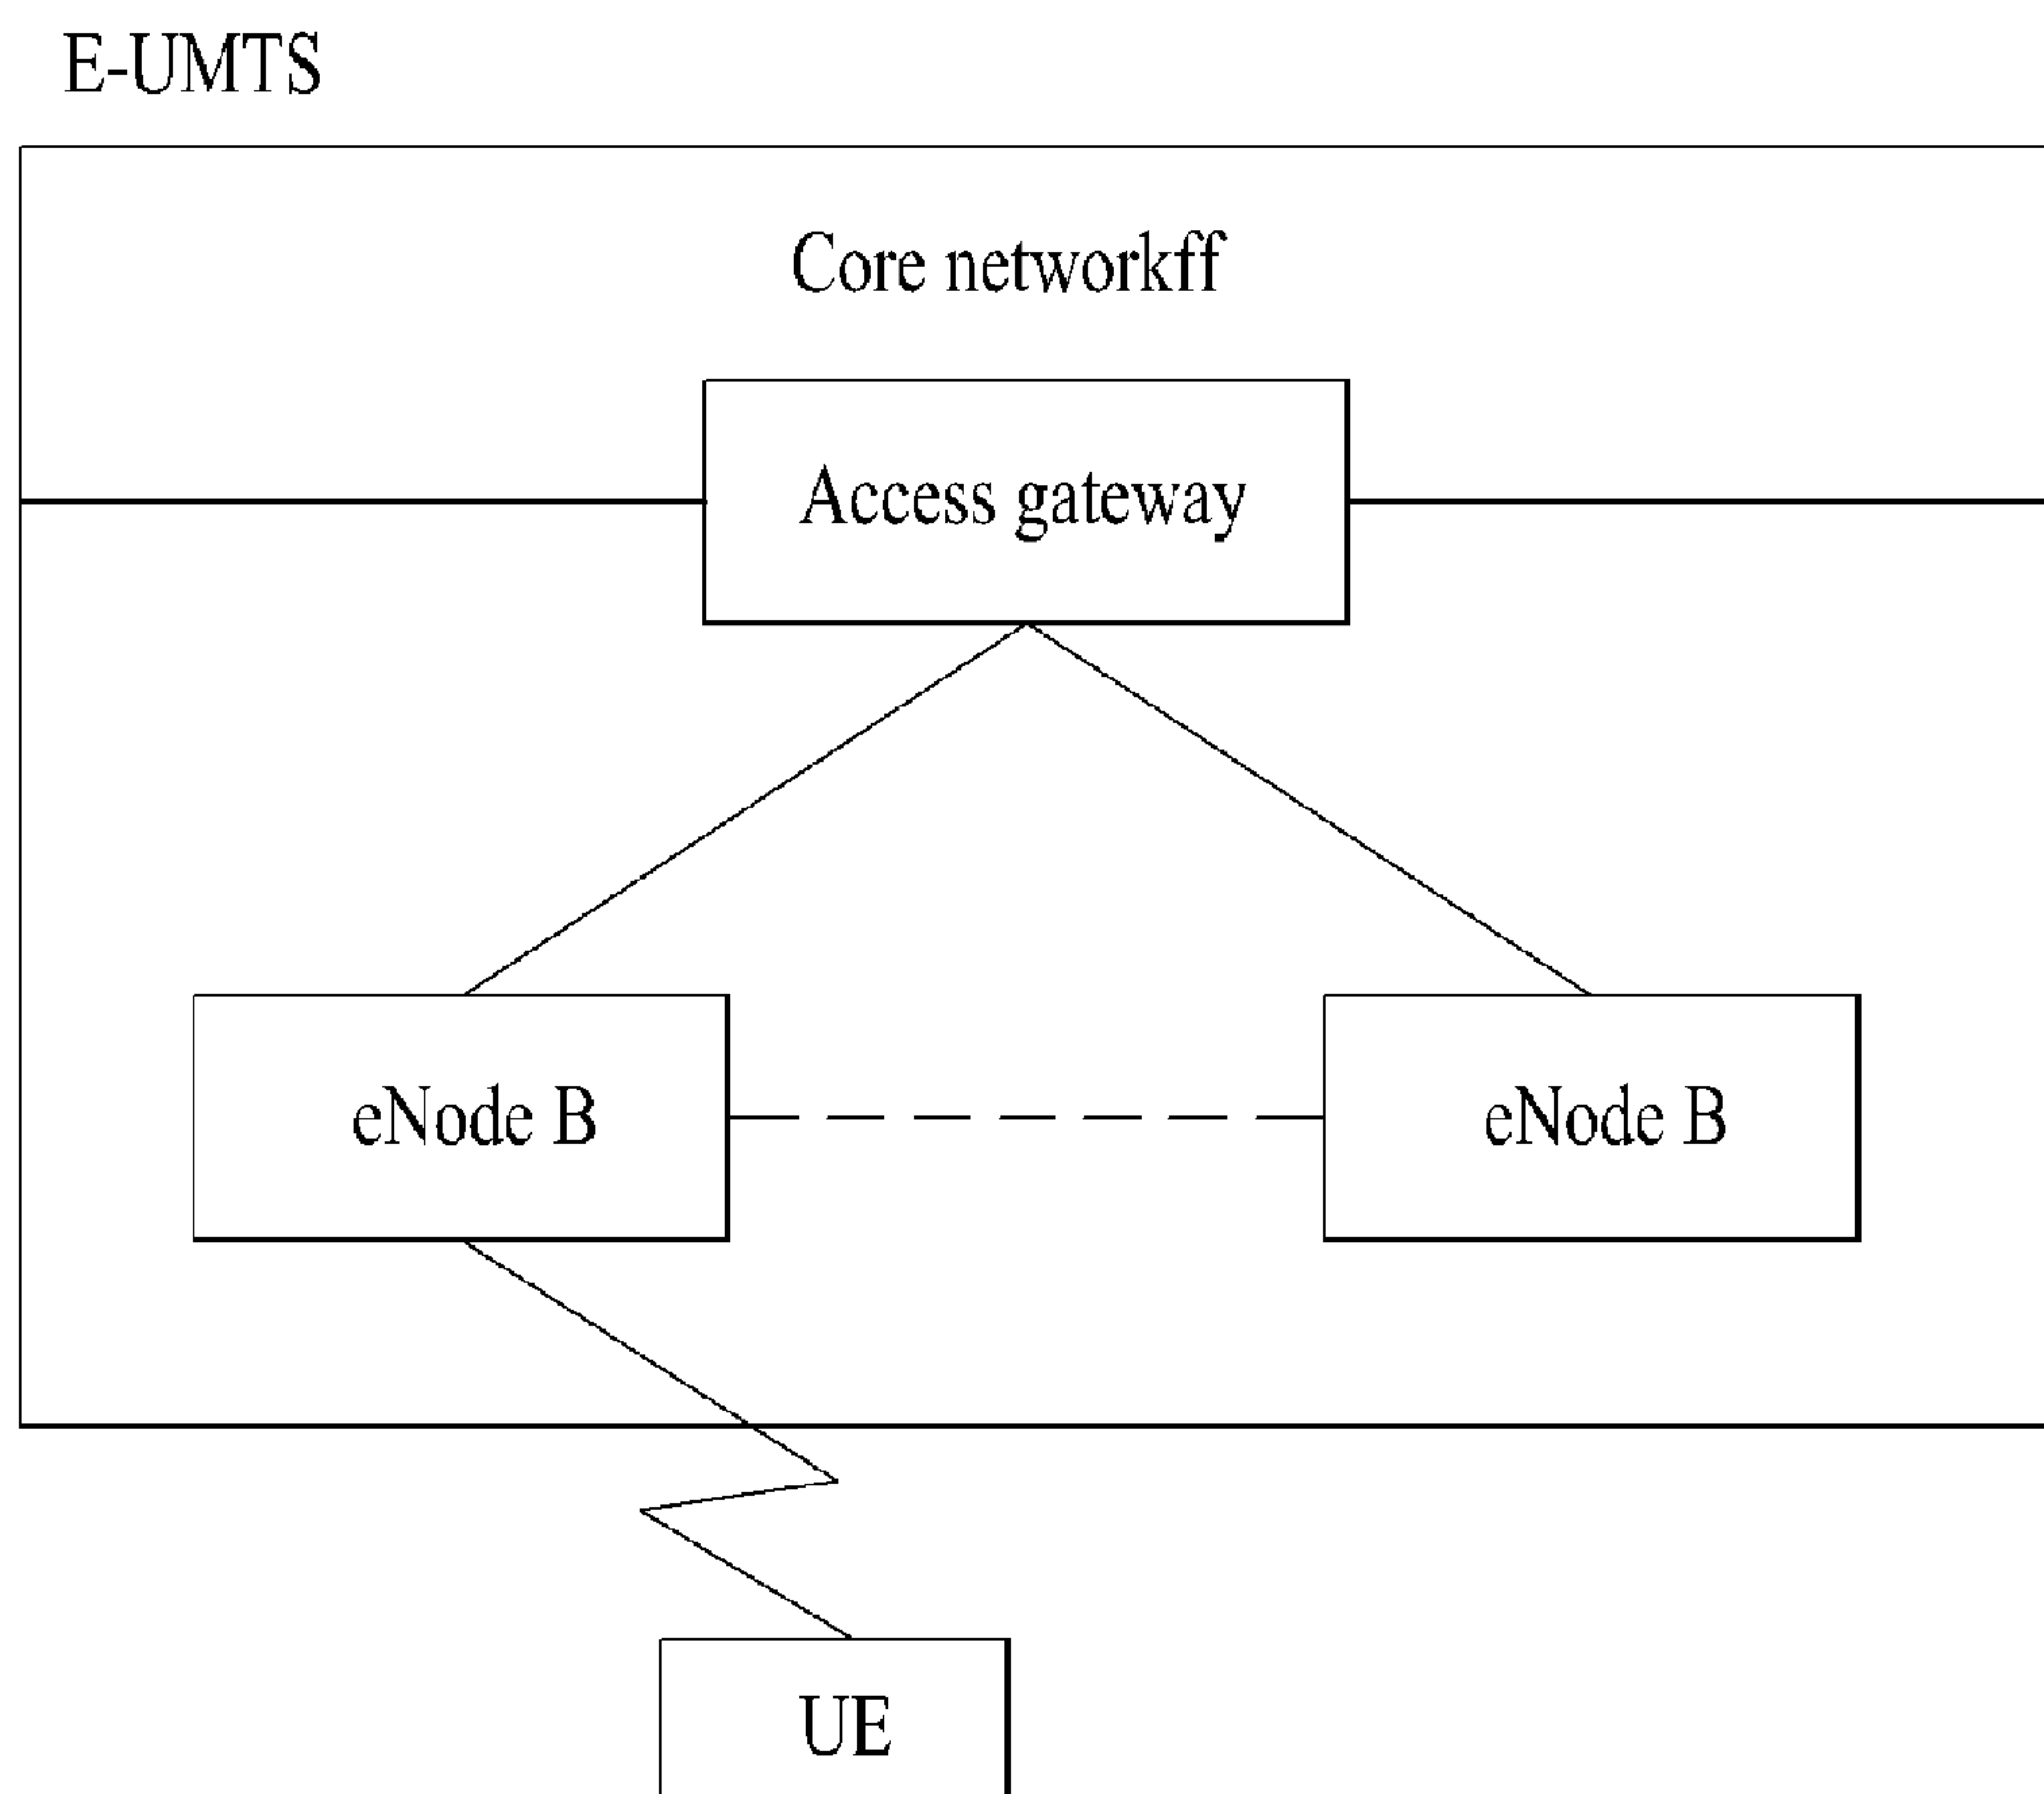 E-UMTS
Core networkff
Access gateway
eNode B
eNode B
UE